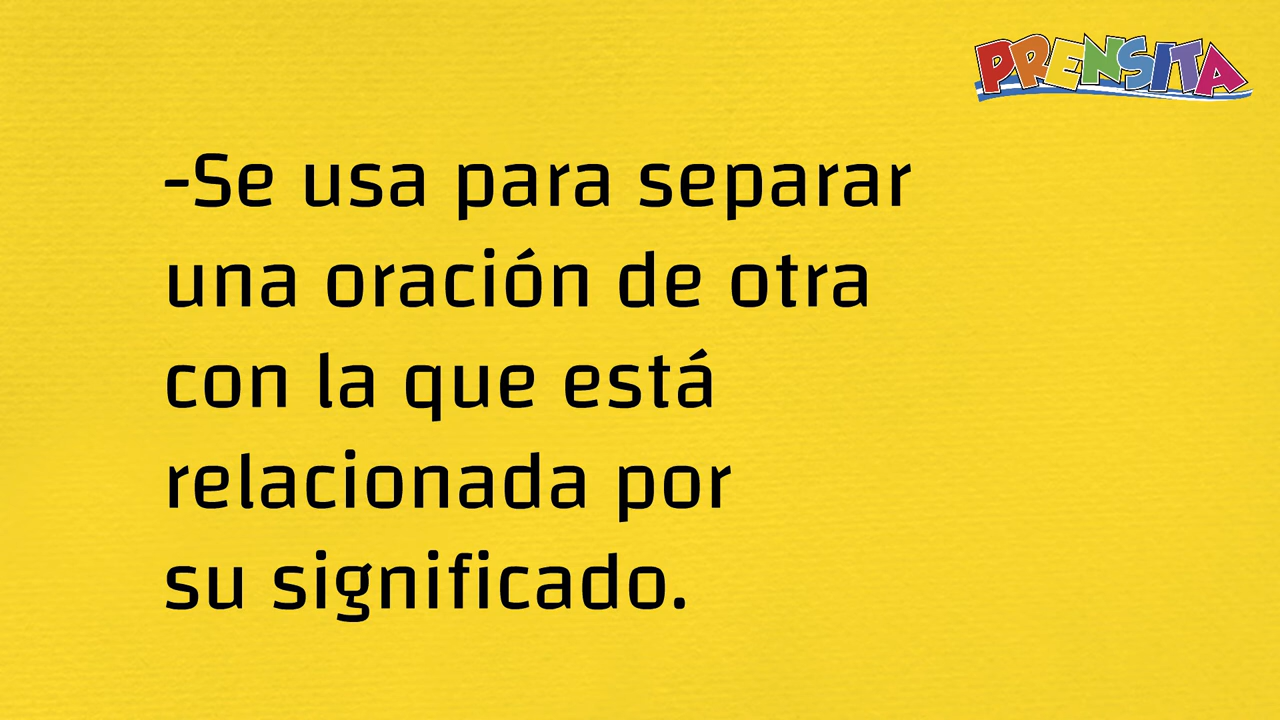 PRENSITA
-Se usa para separar
una oración de otra
con la que está
relacionada por
su significado.